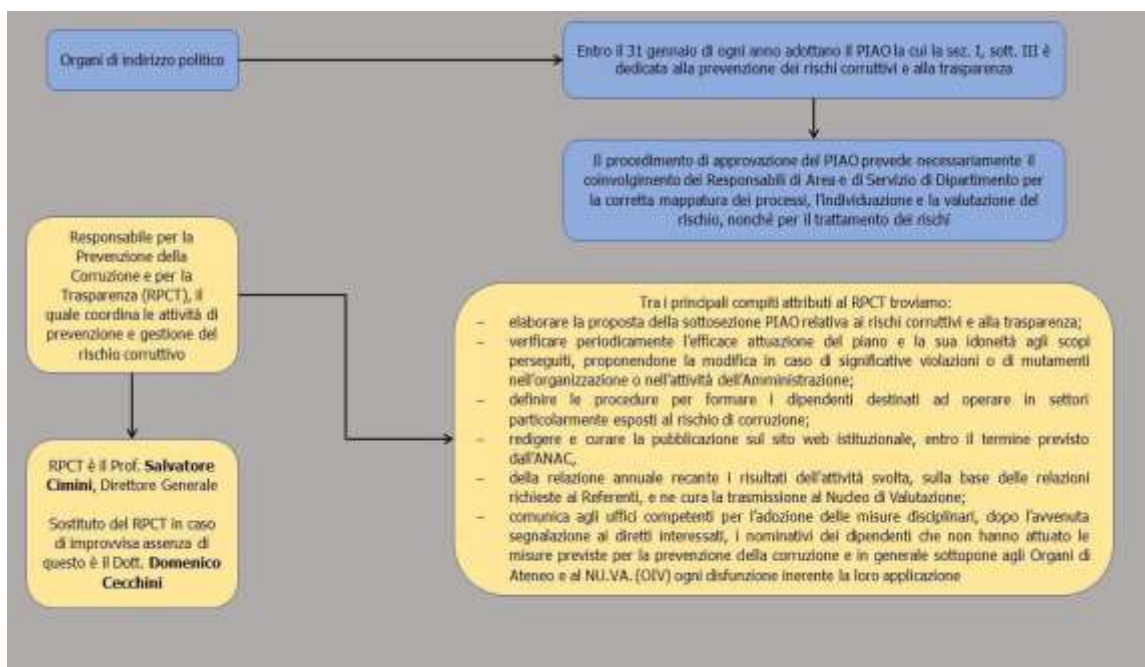 Organi di indirizzo politico
Entro il 31 gennaio di ogni anno adottano il PIAO la cui la sez. I, sott. III è
dedicata alla prevenzione dei rischi corruttivi e alla trasparenza
Il procedimento di approvazione del PIAO prevede necessariamente il
coinvolgimento dei Responsabili di Area e di Servizio di Dipartimento per
la corretta mappatura dei processi, l'individuazione e la valutazione del
rischio, nonché per il trattamento dei rischi
Responsabile per la
Prevenzione della
Corruzione e per la
Trasparenza (RPCT), il
quale coordina le attività di
prevenzione e gestione del
rischio corruttivo
Tra i principali compiti attributi al RPCT troviamo:
– elaborare la proposta della sottosezione PIAO relativa ai rischi corruttivi e alla trasparenza;
– verificare periodicamente l'efficace attuazione del piano e la sua idoneità agli scopi
perseguiti, proponendone la modifica in caso di significative violazioni o di mutamenti
nell'organizzazione o nell'attività dell'Amministrazione;
– definire le procedure per formare i dipendenti destinati ad operare in settori
particolarmente esposti al rischio di corruzione;
– redigere e curare la pubblicazione sul sito web istituzionale, entro il termine previsto
dall'ANAC,
– della relazione annuale recante i risultati dell'attività svolta, sulla base delle relazioni
richieste ai Referenti, e ne cura la trasmissione al Nucleo di Valutazione;
– comunica agli uffici competenti per l'adozione delle misure disciplinari, dopo l'avvenuta
segnalazione ai diretti interessati, i nominativi dei dipendenti che non hanno attuato le
misure previste per la prevenzione della corruzione e in generale sottopone agli Organi di
Ateneo e al NU.VA. (OIV) ogni disfunzione inerente la loro applicazione
RPCT è il Prof. Salvatore
Cimini, Direttore Generale
Sostituto del RPCT in caso
di improvvisa assenza di
questo è il Dott. Domenico
Cecchini